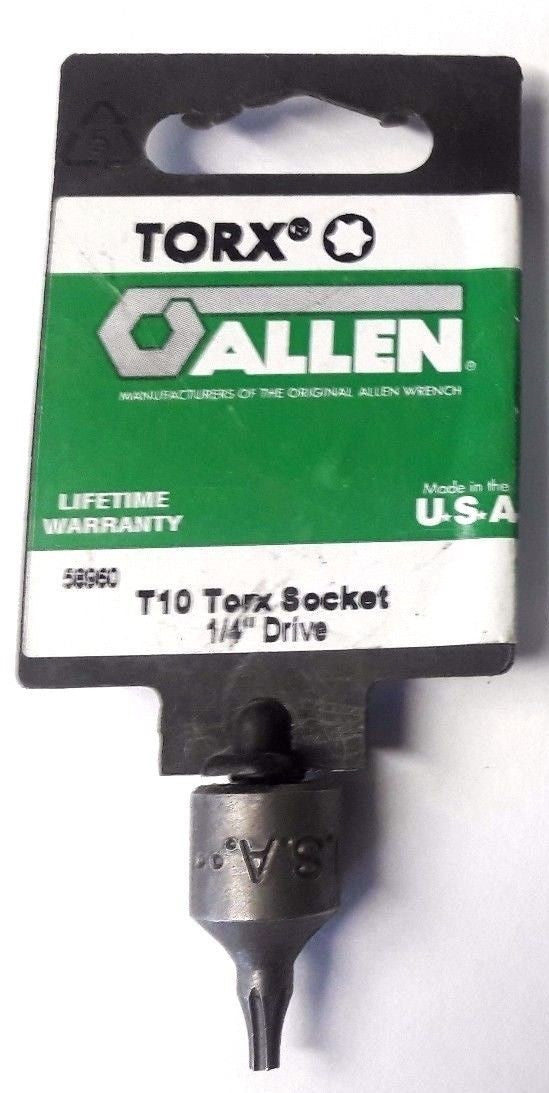 TORX®
ALLEN®
MANUFACTURERS OF THE ORIGINAL ALLEN WRENCH
LIFETIME
WARRANTY
Made in the
U.S.A
58960
T10 Torx Socket
1/4" Drive
.S.A.